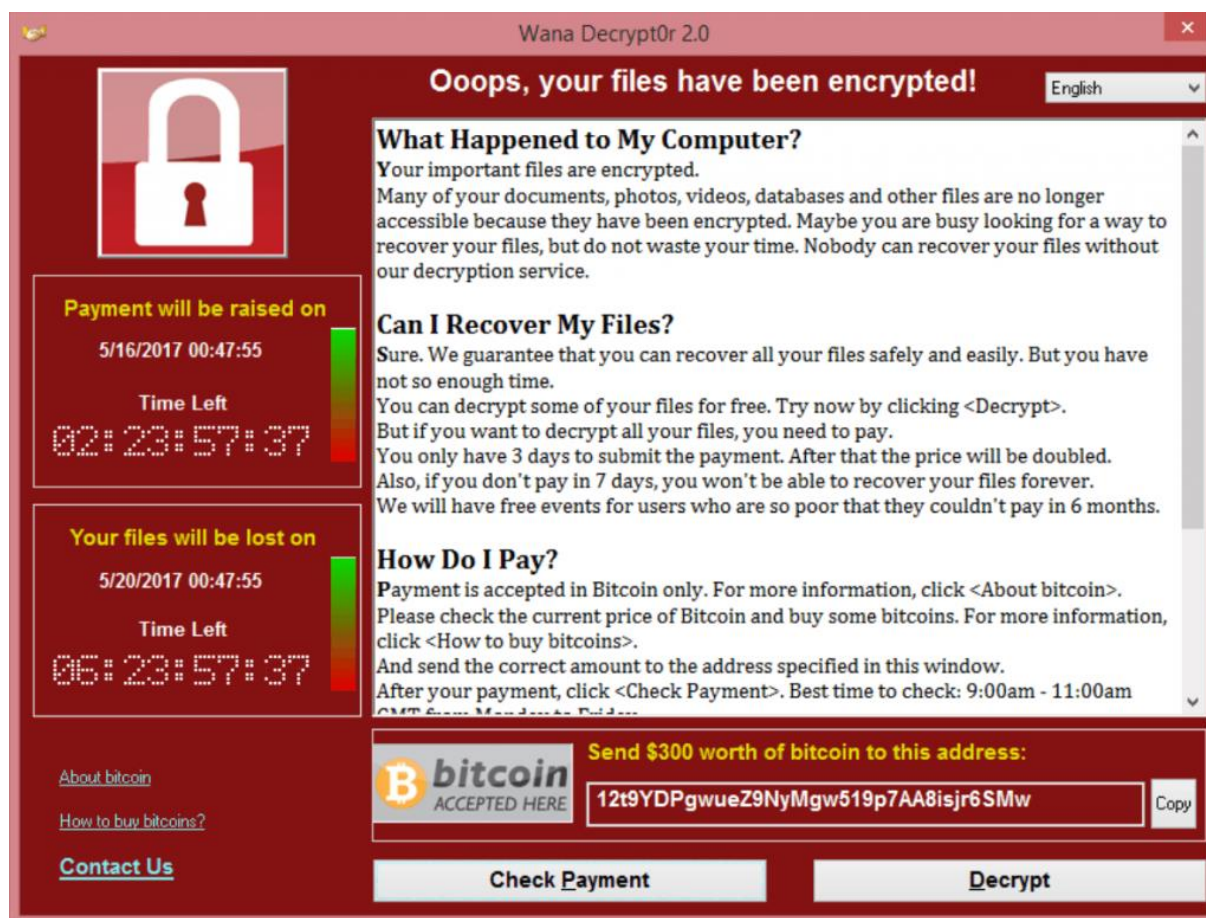 Wana Decrypt0r 2.0
Ooops, your files have been encrypted!
English
Payment will be raised on
5/16/2017 00:47:55
Time Left
02:23:57:37
Your files will be lost on
5/20/2017 00:47:55
Time Left
06:23:57:37
About bitcoin
How to buy bitcoins?
Contact Us
What Happened to My Computer?
Your important files are encrypted.
Many of your documents, photos, videos, databases and other files are no longer
accessible because they have been encrypted. Maybe you are busy looking for a way to
recover your files, but do not waste your time. Nobody can recover your files without
our decryption service.
Can I Recover My Files?
Sure. We guarantee that you can recover all your files safely and easily. But you have
not so enough time.
You can decrypt some of your files for free. Try now by clicking <Decrypt>.
But if you want to decrypt all your files, you need to pay.
You only have 3 days to submit the payment. After that the price will be doubled.
Also, if you don't pay in 7 days, you won't be able to recover your files forever.
We will have free events for users who are so poor that they couldn't pay in 6 months.
How Do I Pay?
Payment is accepted in Bitcoin only. For more information, click <About bitcoin>.
Please check the current price of Bitcoin and buy some bitcoins. For more information,
click <How to buy bitcoins>.
And send the correct amount to the address specified in this window.
After your payment, click <Check Payment>. Best time to check: 9:00am - 11:00am
GMT from Monday to Friday
bitcoin
ACCEPTED HERE
Send $300 worth of bitcoin to this address:
12t9YDPgwueZ9NyMgw519p7AA8isjr6SMw
Copy
Check Payment
Decrypt